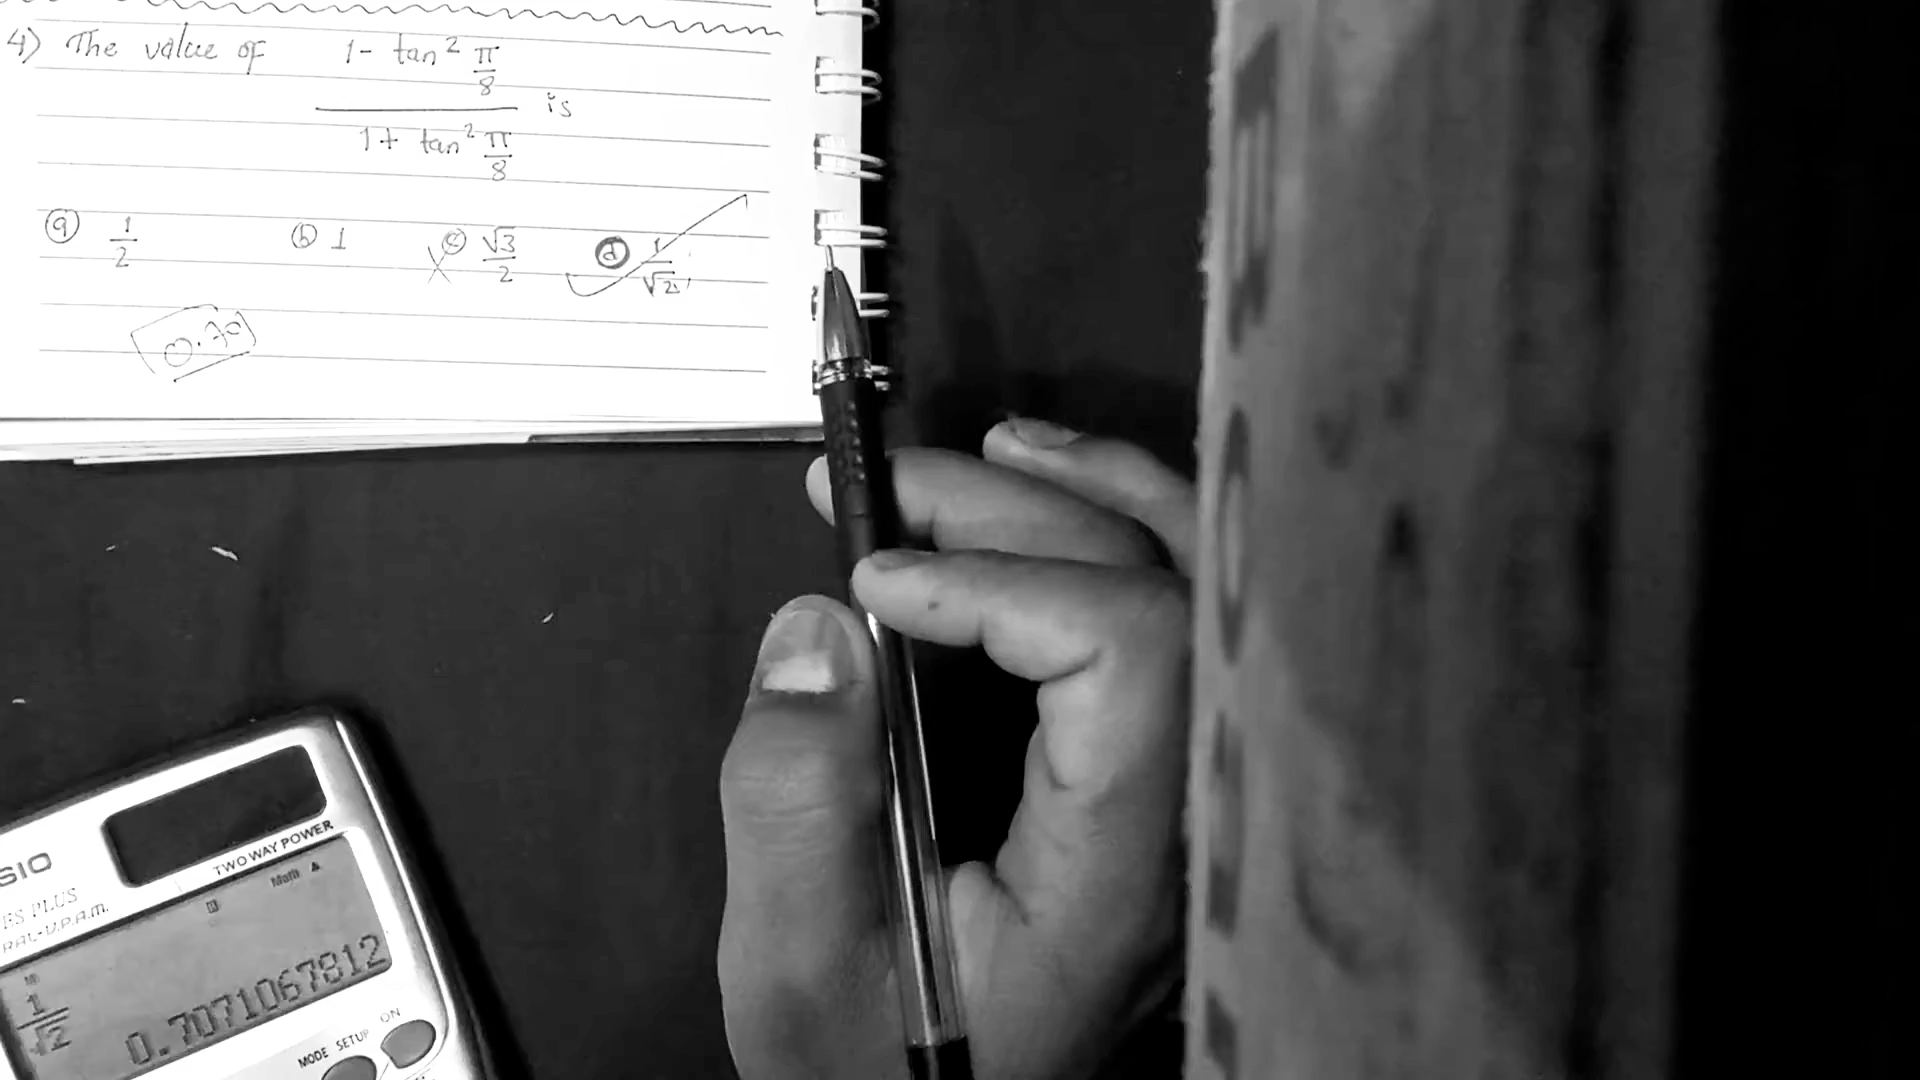 4) The value of 1 - tan² π/8
is
1 + tan² π/8
ⓐ 1/2 ⓑ 1 ⓒ √3/2 ⓓ 1/√2
0.70
SIO
TWO WAY POWER
ES PLUS
RAL-V.P.A.M.
Math ▲
D
1/√2
0.7071067812
MODE SETUP ON